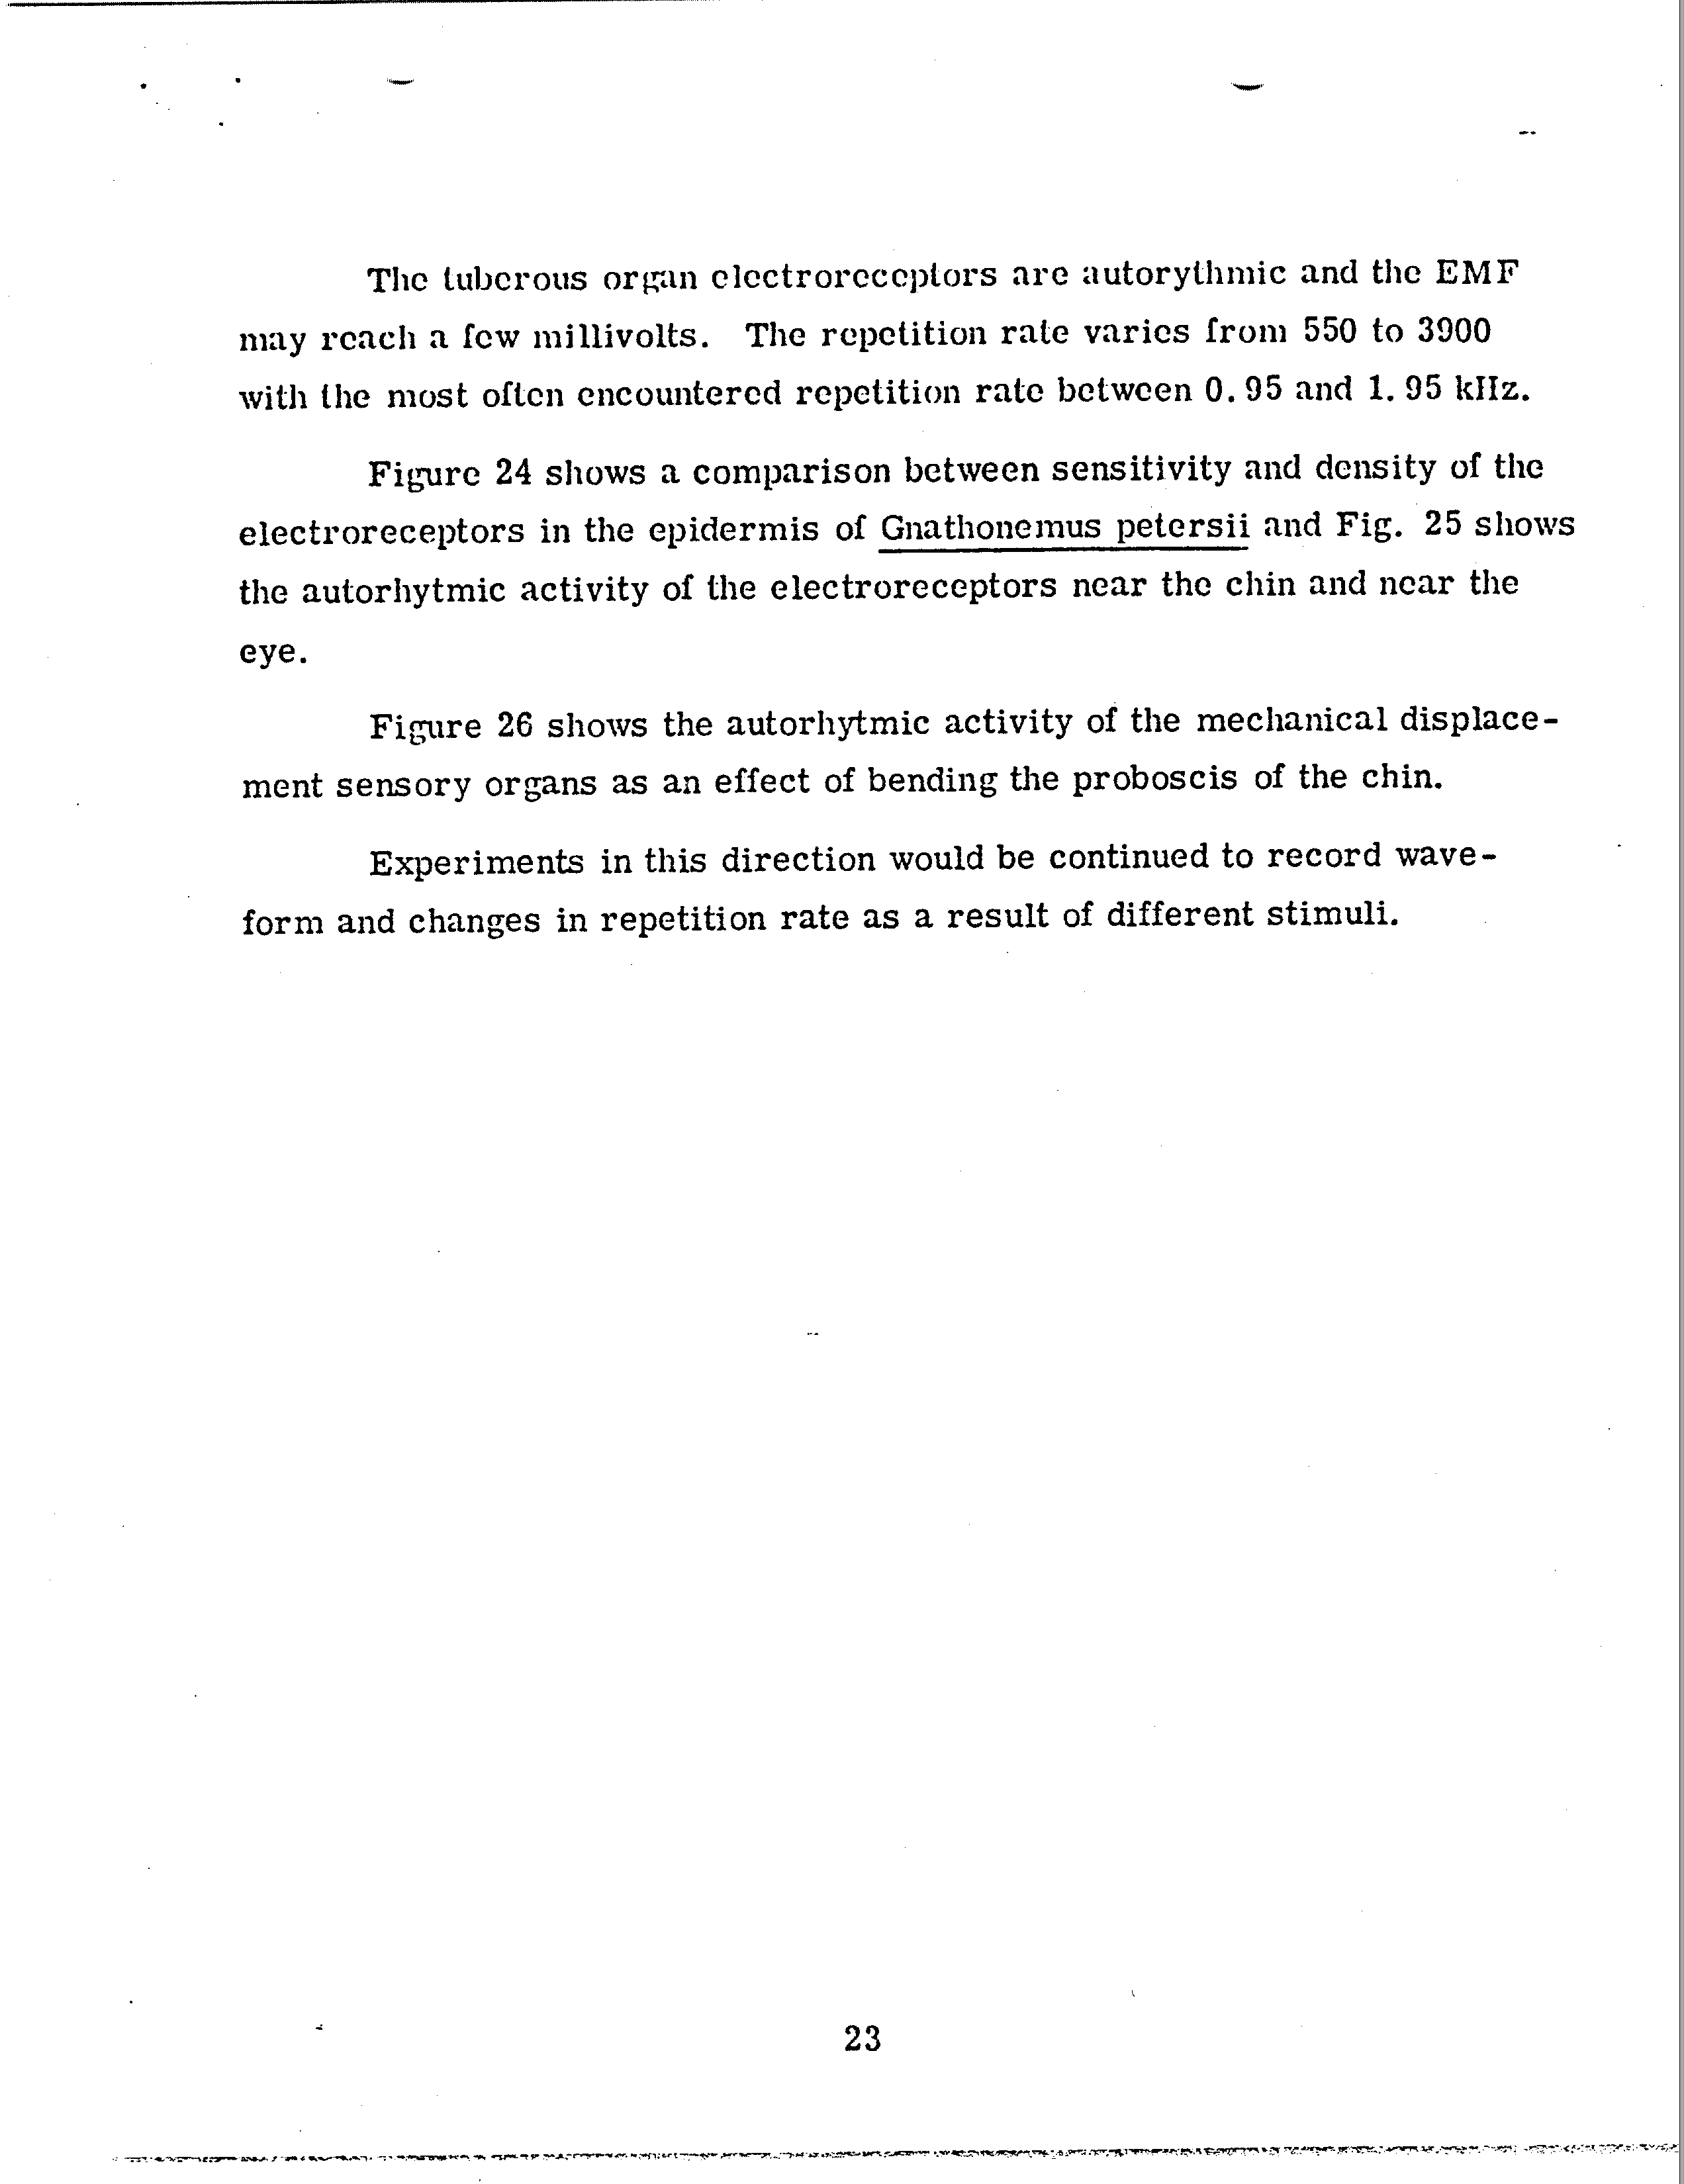 The tuberous organ electroreceptors are autorythmic and the EMF
may reach a few millivolts. The repetition rate varies from 550 to 3900
with the most often encountered repetition rate between 0.95 and 1.95 kHz.
Figure 24 shows a comparison between sensitivity and density of the
electroreceptors in the epidermis of Gnathonemus petersii and Fig. 25 shows
the autorhytmic activity of the electroreceptors near the chin and near the
eye.
Figure 26 shows the autorhytmic activity of the mechanical displace-
ment sensory organs as an effect of bending the proboscis of the chin.
Experiments in this direction would be continued to record wave-
form and changes in repetition rate as a result of different stimuli.
23